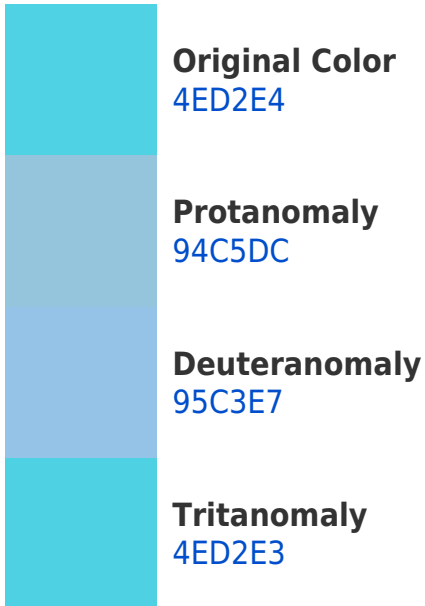 Original Color
4ED2E4
Protanomaly
94C5DC
Deuteranomaly
95C3E7
Tritanomaly
4ED2E3